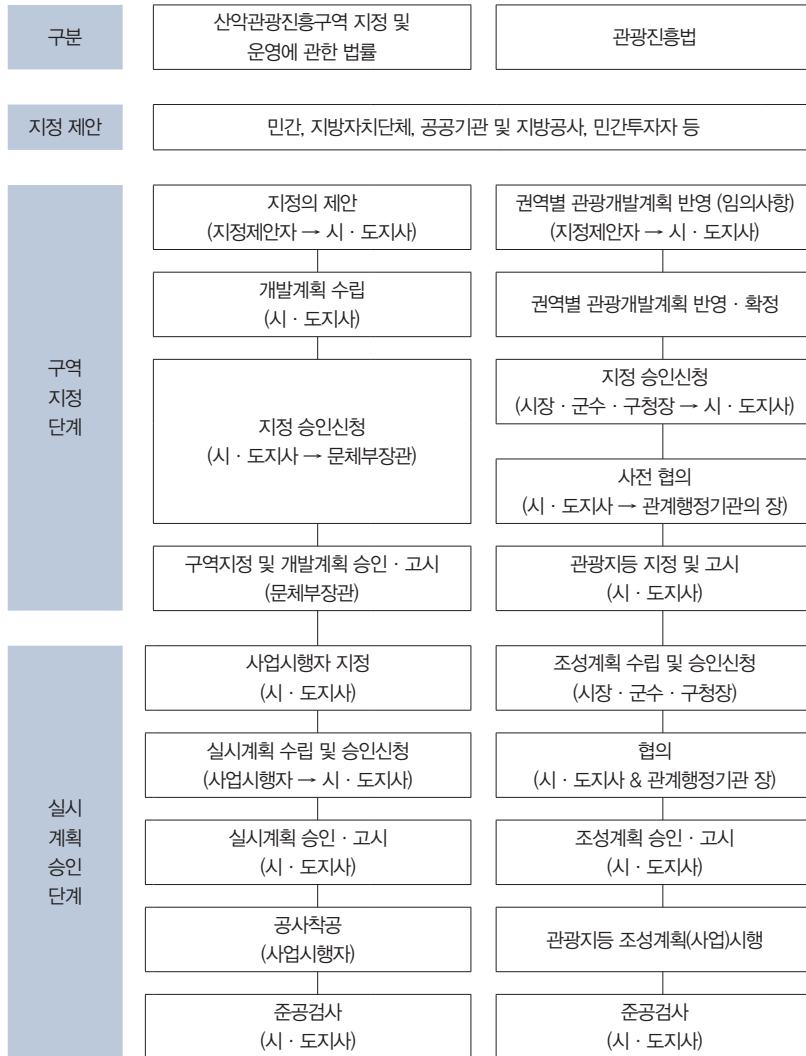 구분
산악관광진흥구역 지정 및
운영에 관한 법률
관광진흥법
지정 제안
민간, 지방자치단체, 공공기관 및 지방공사, 민간투자자 등
구역
지정
단계
지정의 제안
(지정제안자 → 시 · 도지사)
권역별 관광개발계획 반영 (임의사항)
(지정제안자 → 시 · 도지사)
개발계획 수립
(시 · 도지사)
권역별 관광개발계획 반영 · 확정
지정 승인신청
(시 · 도지사 → 문체부장관)
지정 승인신청
(시장 · 군수 · 구청장 → 시 · 도지사)
사전 협의
(시 · 도지사 → 관계행정기관의 장)
구역지정 및 개발계획 승인 · 고시
(문체부장관)
관광지등 지정 및 고시
(시 · 도지사)
실시
계획
승인
단계
사업시행자 지정
(시 · 도지사)
조성계획 수립 및 승인신청
(시장 · 군수 · 구청장)
실시계획 수립 및 승인신청
(사업시행자 → 시 · 도지사)
협의
(시 · 도지사 & 관계행정기관 장)
실시계획 승인 · 고시
(시 · 도지사)
조성계획 승인 · 고시
(시 · 도지사)
공사착공
(사업시행자)
관광지등 조성계획(사업)시행
준공검사
(시 · 도지사)
준공검사
(시 · 도지사)